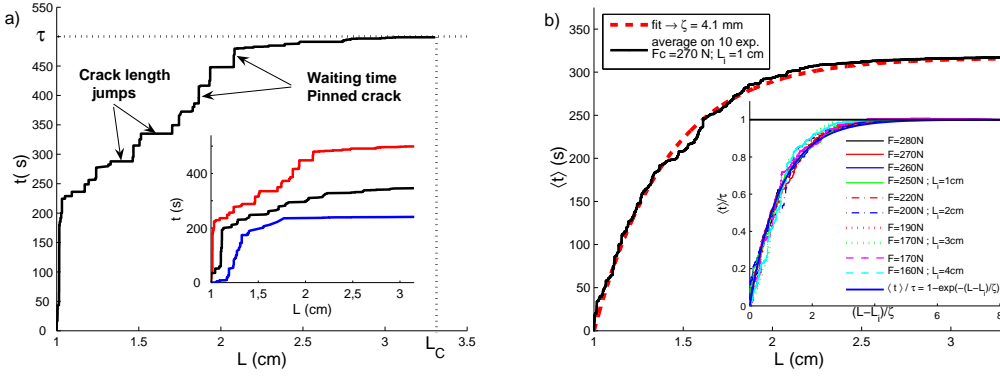 a)
τ
500
450
400
350
300
250
200
150
100
50
0
t( s)
Crack length
jumps
Waiting time
Pinned crack
400
200
0
t (s)
1
1,5
2
2,5
3
L (cm)
1
1.5
2
2.5
3
L_C
3.5
L (cm)
b)
fit → ζ = 4.1 mm
average on 10 exp.
Fc =270 N; L_i=1 cm
350
300
250
200
150
100
50
0
⟨t⟩ (s)
1
0.8
0.6
0.4
0.2
0
⟨t⟩/τ
F=280N
F=270N
F=260N
F=250N ; L_i=1cm
F=220N
F=200N ; L_i=2cm
F=190N
F=170N ; L_i=3cm
F=170N
F=160N ; L_i=4cm
⟨ t ⟩ / τ = 1−exp(−(L−L_i)/ζ)
0
2
4
6
8
(L−L_i)/ζ
1
1.5
2
2.5
3
L (cm)